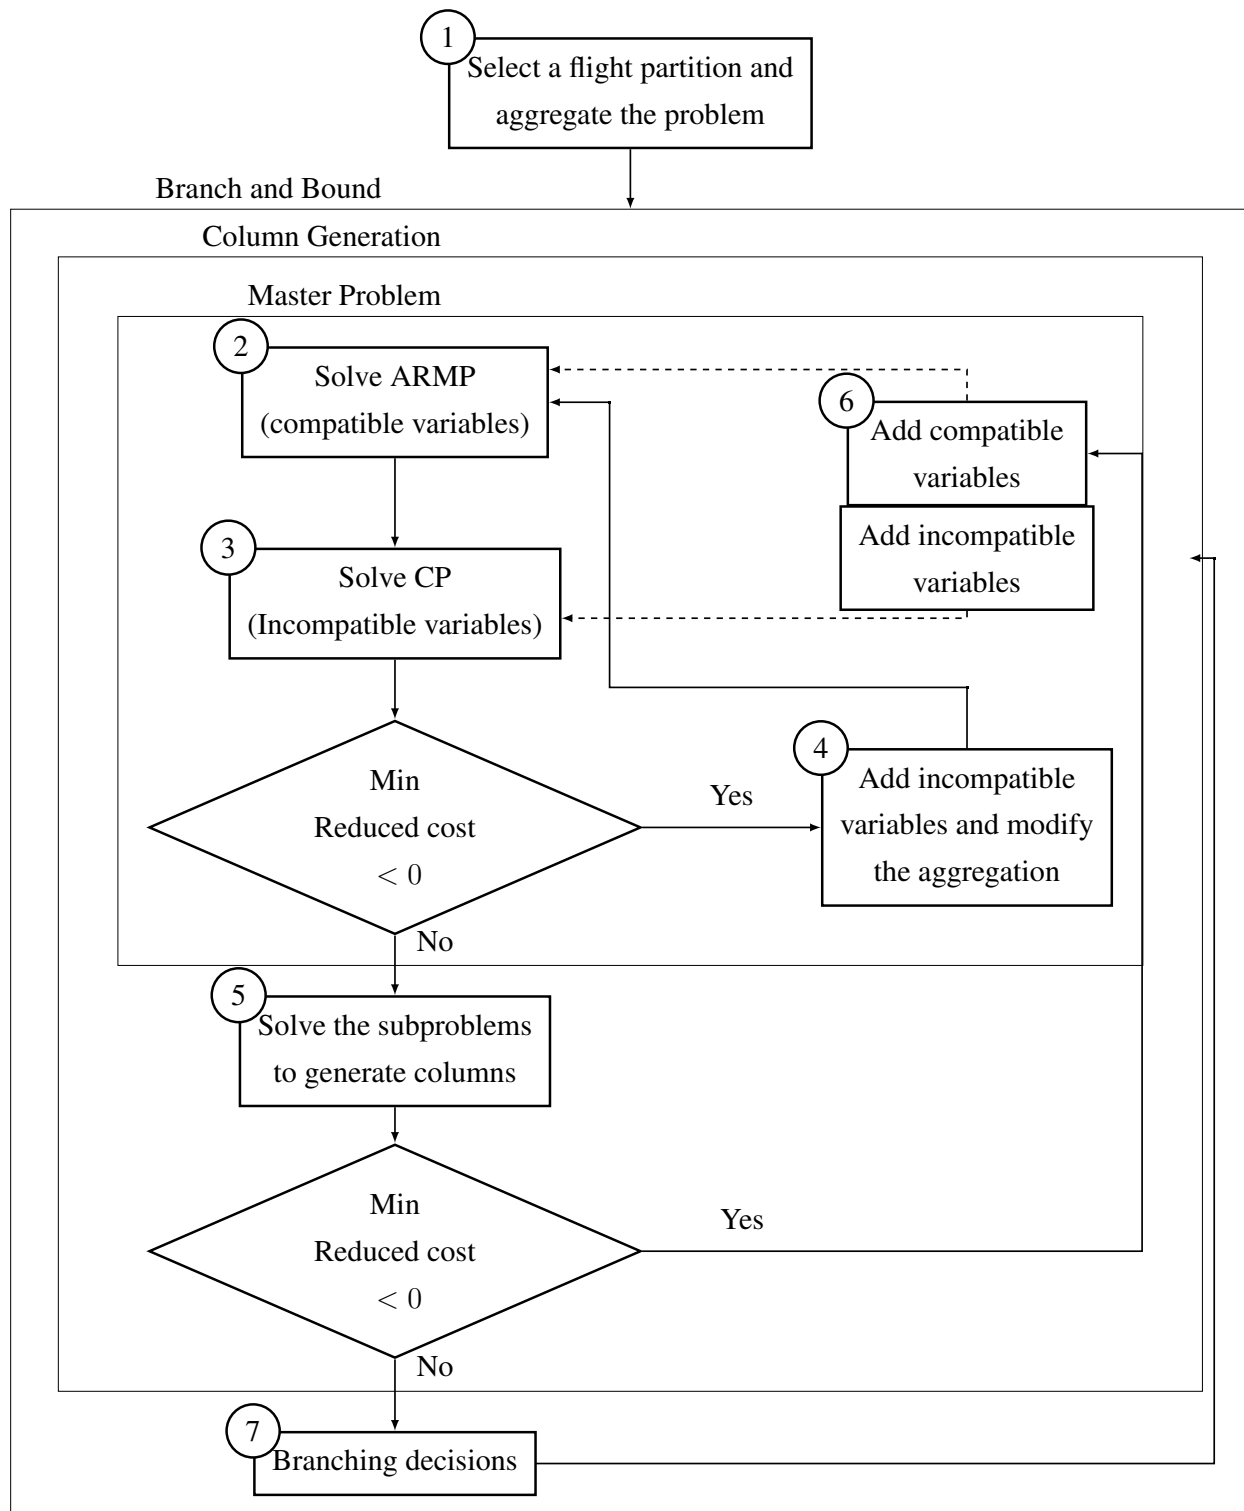 1
Select a flight partition and
aggregate the problem
Branch and Bound
Column Generation
Master Problem
2
Solve ARMP
(compatible variables)
6
Add compatible
variables
Add incompatible
variables
3
Solve CP
(Incompatible variables)
Min
Reduced cost
< 0
Yes
4
Add incompatible
variables and modify
the aggregation
No
5
Solve the subproblems
to generate columns
Min
Reduced cost
< 0
Yes
No
7
Branching decisions